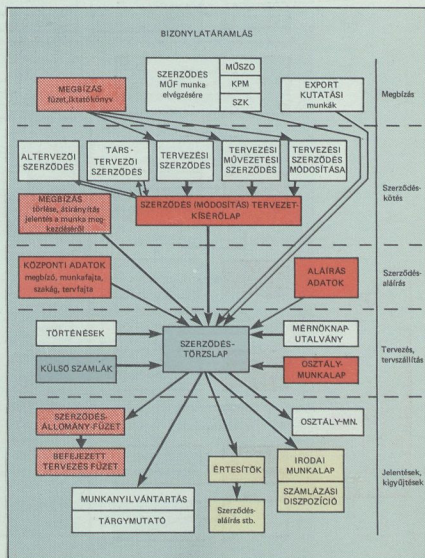 BIZONYLATÁRAMLÁS
MEGBÍZÁS
füzet, iktatókönyv
SZERZŐDÉS
MŰF munka
elvégzésére
MŰSZO
KPM
SZK
EXPORT
KUTATÁSI
munkák
Megbízás
ALTERVEZŐI
SZERZŐDÉS
TÁRS-
TERVEZŐI
SZERZŐDÉS
TERVEZÉSI
SZERZŐDÉS
TERVEZÉSI
MŰVEZETÉSI
SZERZŐDÉS
TERVEZÉSI
SZERZŐDÉS
MÓDOSÍTÁSA
MEGBÍZÁS
törlése, átirányítás
jelentés a munka meg-
kezdéséről
SZERZŐDÉS (MÓDOSÍTÁS) TERVEZET-
KÍSÉRŐLAP
Szerződés-
kötés
KÖZPONTI ADATOK
megbízó, munkafajta,
szakág, tervfajta
ALÁÍRÁS
ADATOK
Szerződés-
aláírás
TÖRTÉNÉSEK
KÜLSŐ SZÁMLÁK
SZERZŐDÉS-
TÖRZSLAP
MÉRNÖKNAP
UTALVÁNY
OSZTÁLY-
MUNKALAP
Tervezés,
tervszállítás
SZERZŐDÉS-
ÁLLOMÁNY-FÜZET
BEFEJEZETT
TERVEZÉS FÜZET
MUNKANYILVÁNTARTÁS
TÁRGYMUTATÓ
ÉRTESÍTŐK
Szerződés-
aláírás stb.
OSZTÁLY-MN.
IRODAI
MUNKALAP
SZÁMLÁZÁSI
DISZPOZÍCIÓ
Jelentések,
kigyűjtések